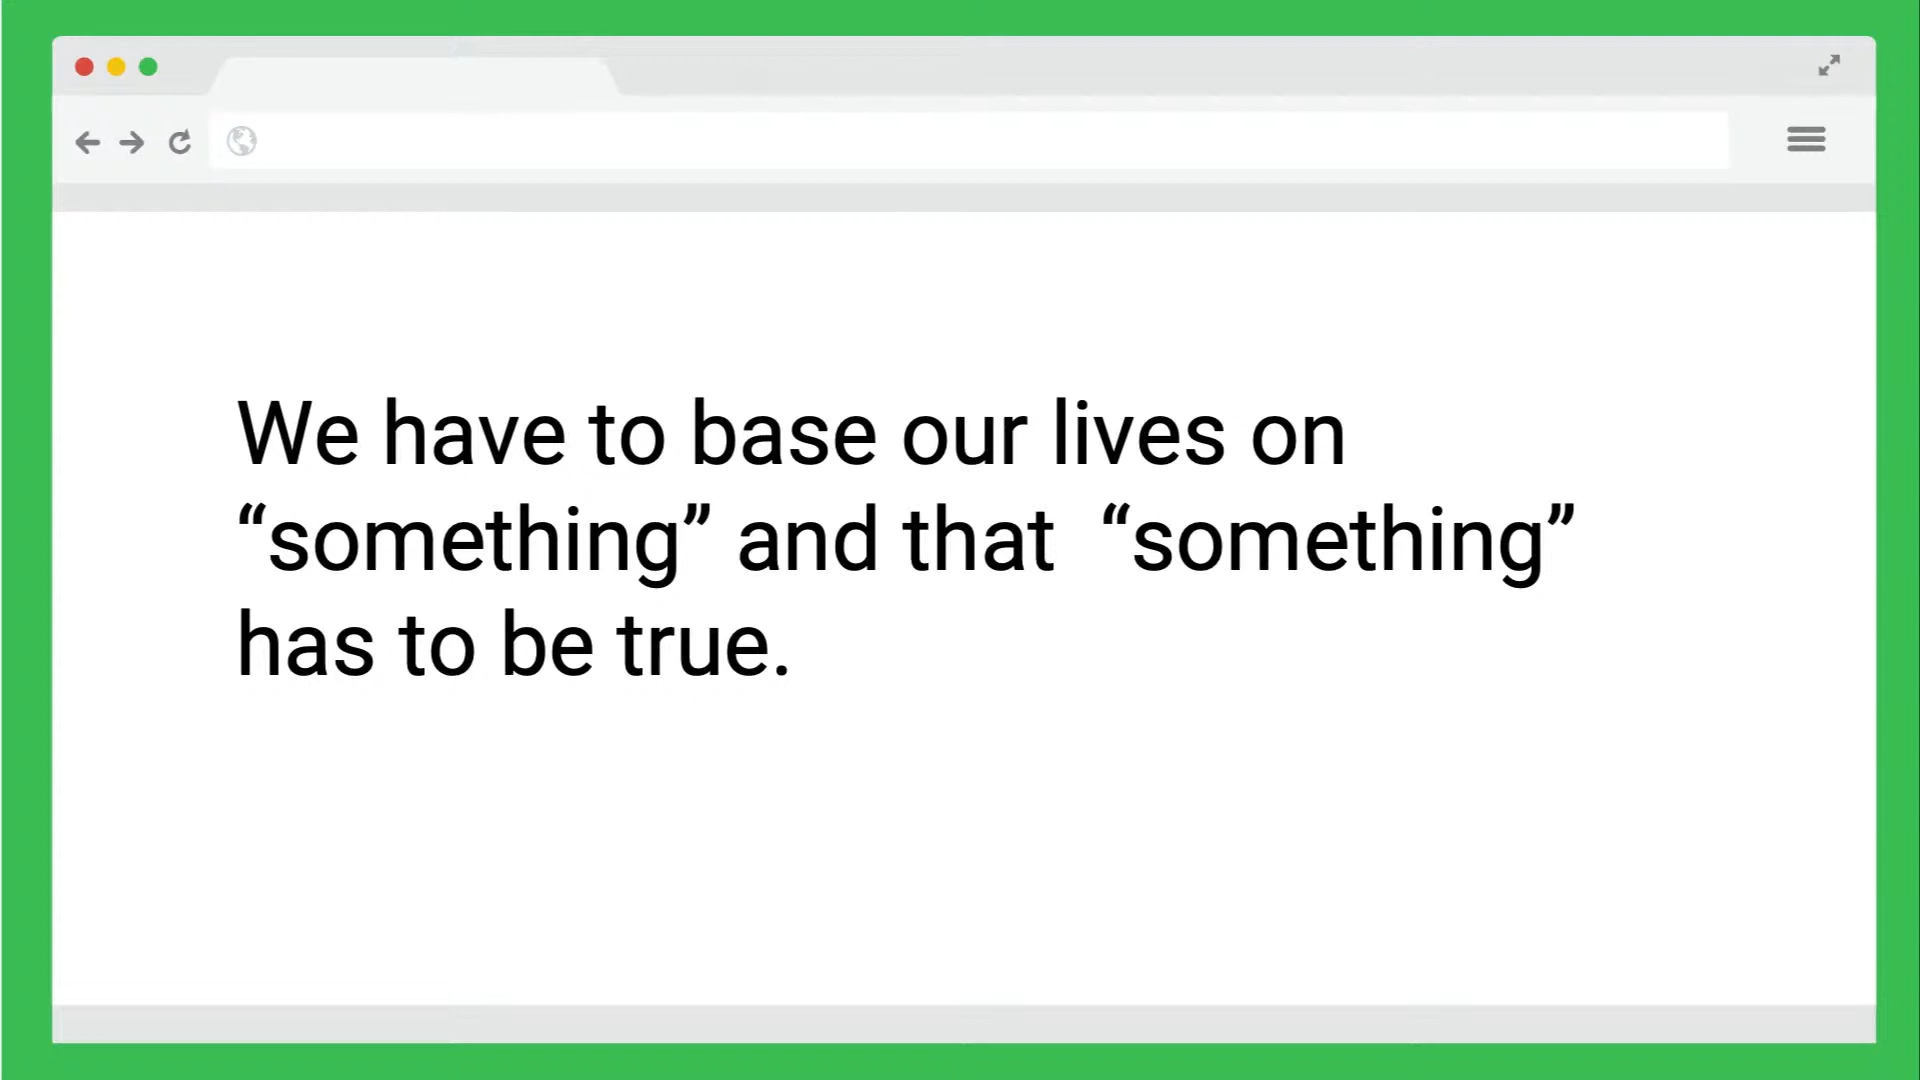 We have to base our lives on
“something” and that  “something”
has to be true.